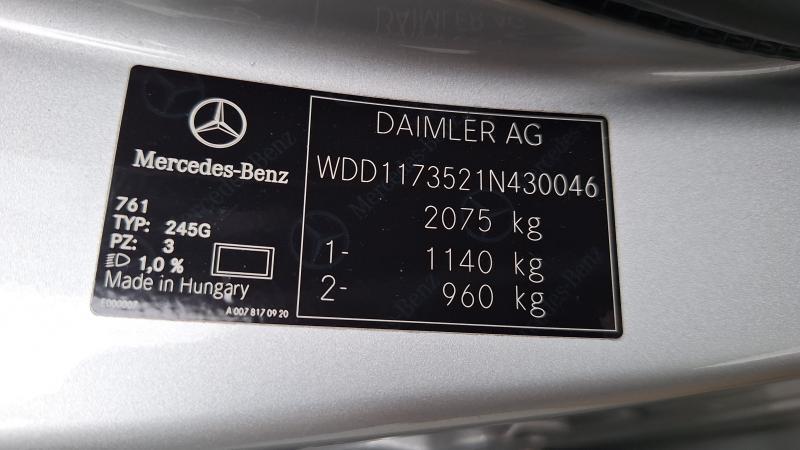 DAIMLER AG
Mercedes-Benz
WDD1173521N430046
2075 kg
1- 1140 kg
2- 960 kg
761
TYP: 245G
PZ: 3
1,0 %
Made in Hungary
E000007
A 007 817 09 20